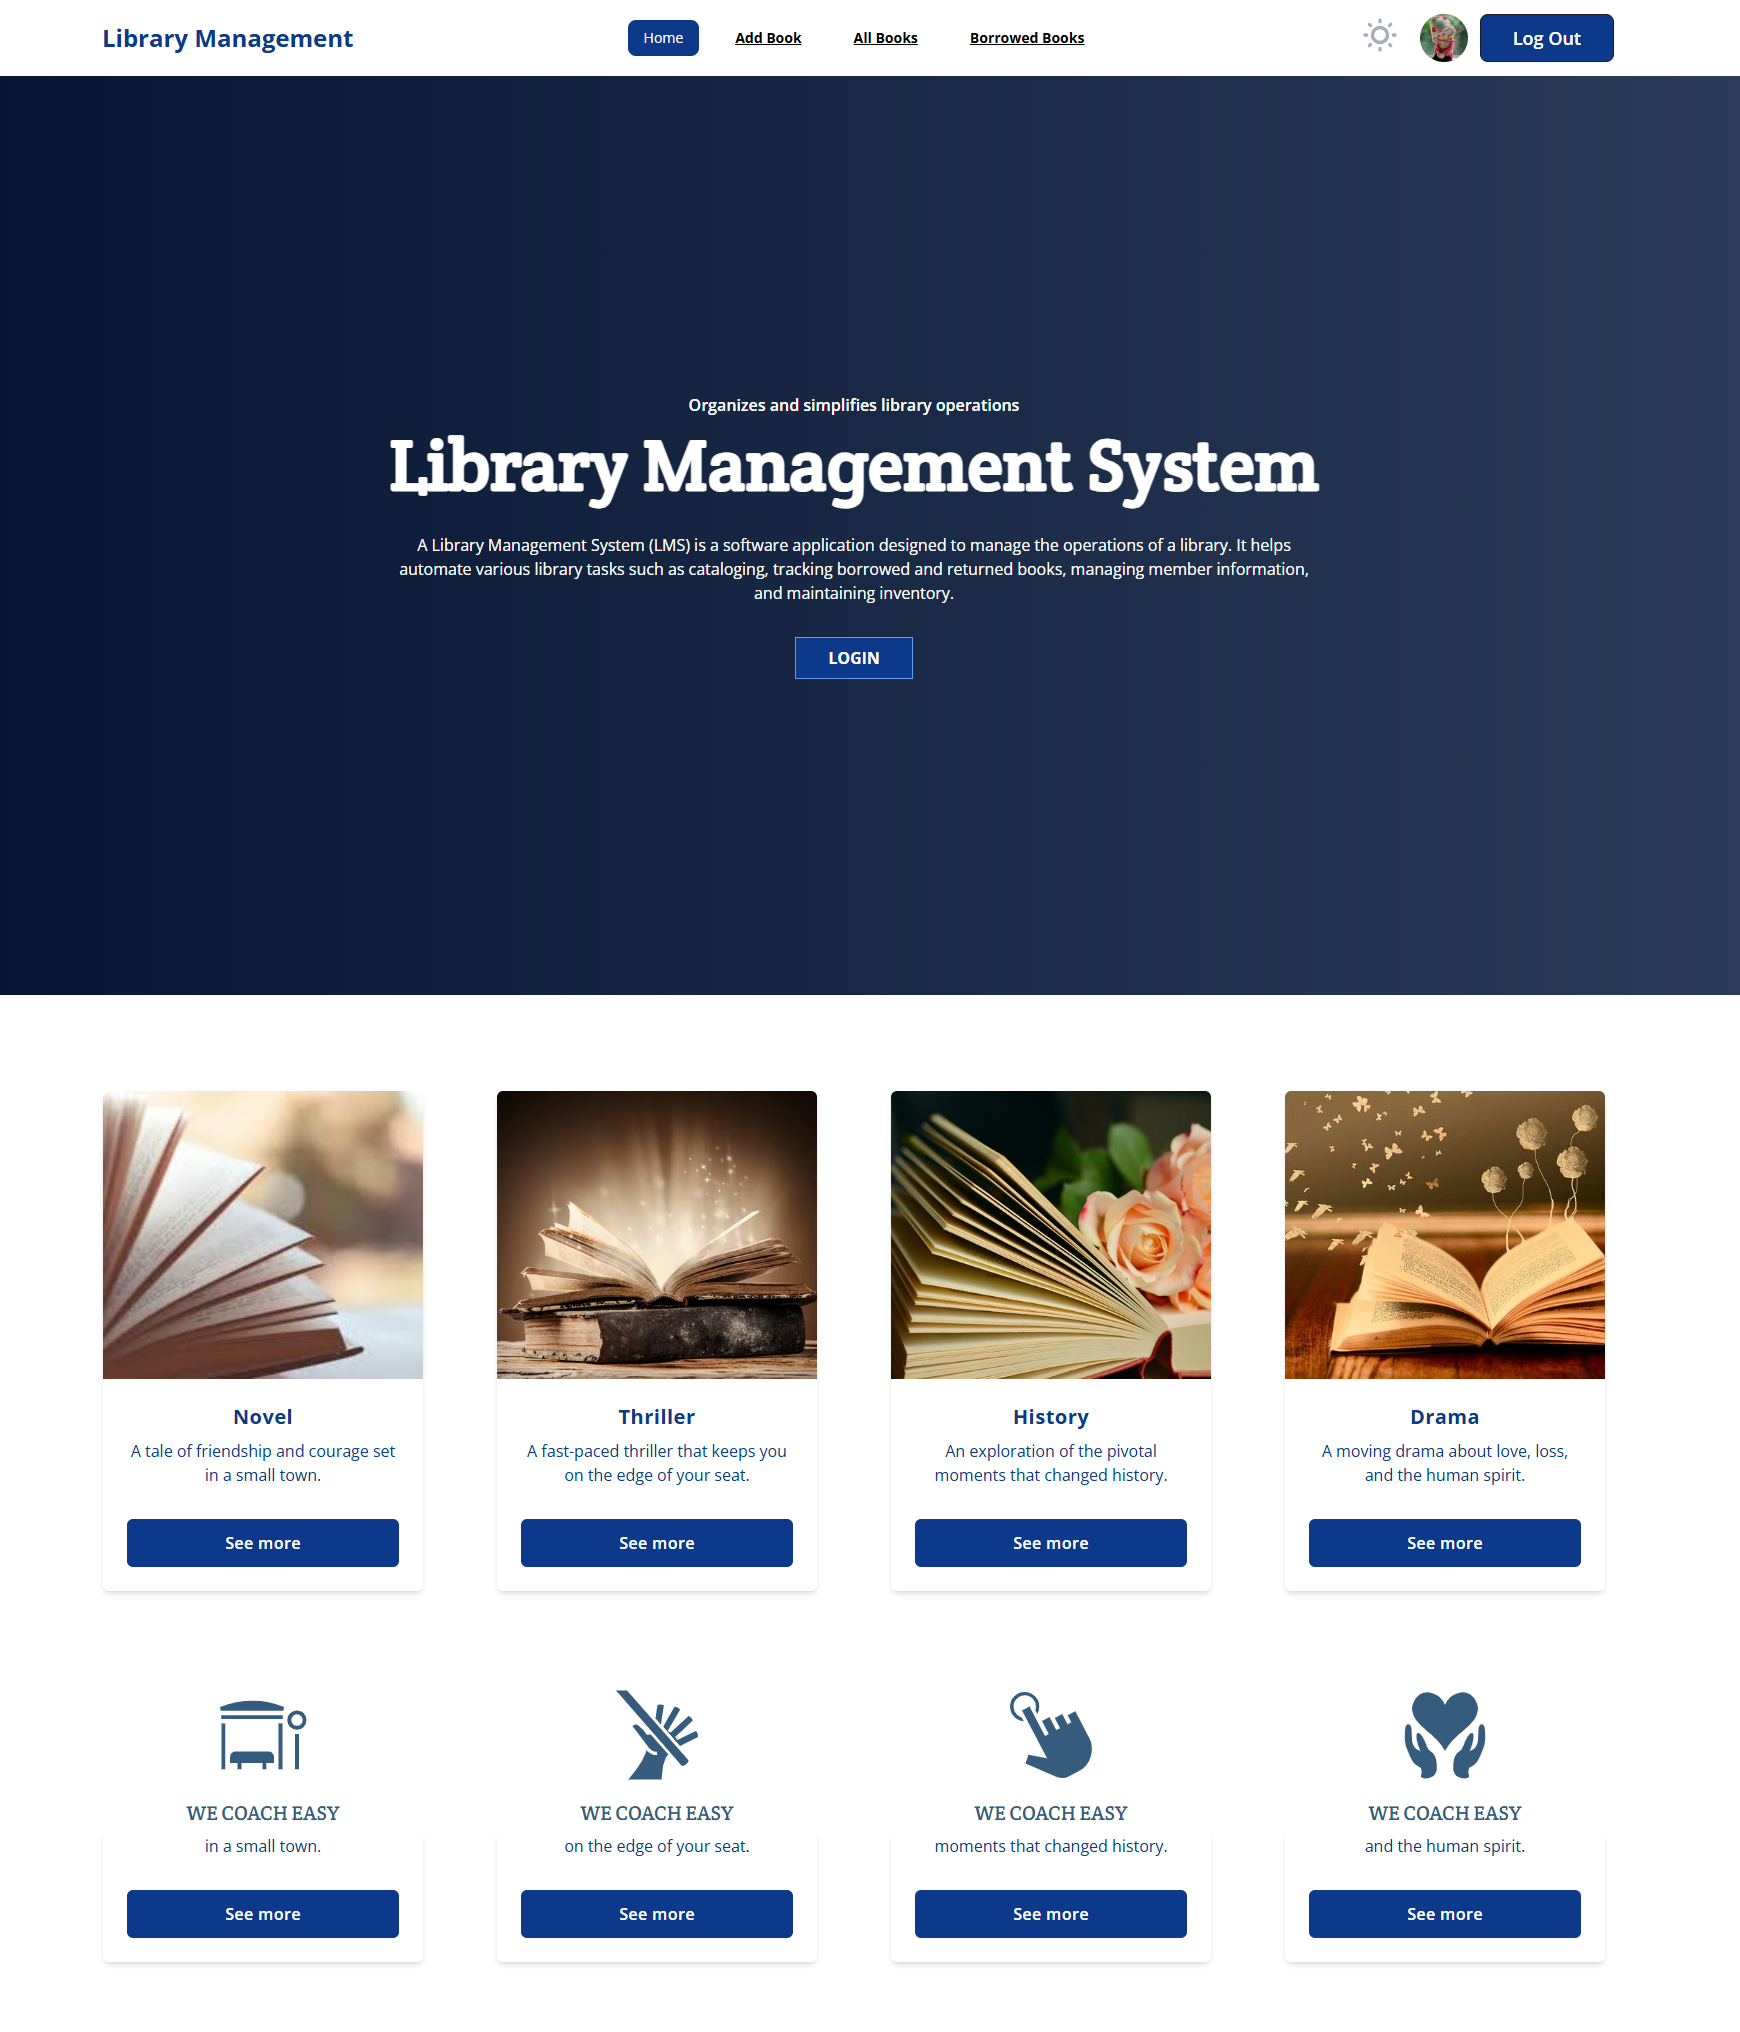 Library Management
Home
Add Book
All Books
Borrowed Books
Log Out
Organizes and simplifies library operations
Library Management System
A Library Management System (LMS) is a software application designed to manage the operations of a library. It helps
automate various library tasks such as cataloging, tracking borrowed and returned books, managing member information,
and maintaining inventory.
LOGIN
Novel
A tale of friendship and courage set
in a small town.
See more
Thriller
A fast-paced thriller that keeps you
on the edge of your seat.
See more
History
An exploration of the pivotal
moments that changed history.
See more
Drama
A moving drama about love, loss,
and the human spirit.
See more
WE COACH EASY
in a small town.
See more
WE COACH EASY
on the edge of your seat.
See more
WE COACH EASY
moments that changed history.
See more
WE COACH EASY
and the human spirit.
See more